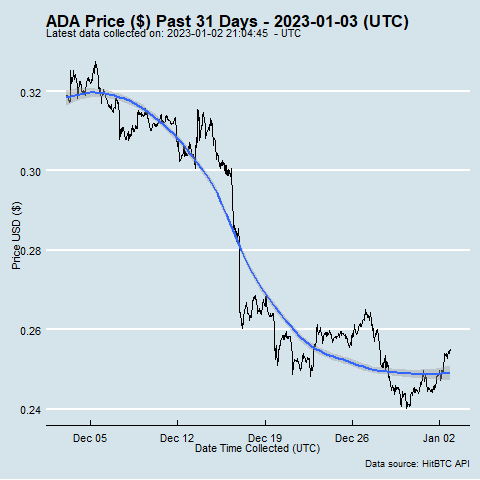 ADA Price ($) Past 31 Days - 2023-01-03 (UTC)
Latest data collected on: 2023-01-02 21:04:45 - UTC
0.32
0.30
0.28
0.26
0.24
Price USD ($)
Dec 05 Dec 12 Dec 19 Dec 26 Jan 02
Date Time Collected (UTC)
Data source: HitBTC API